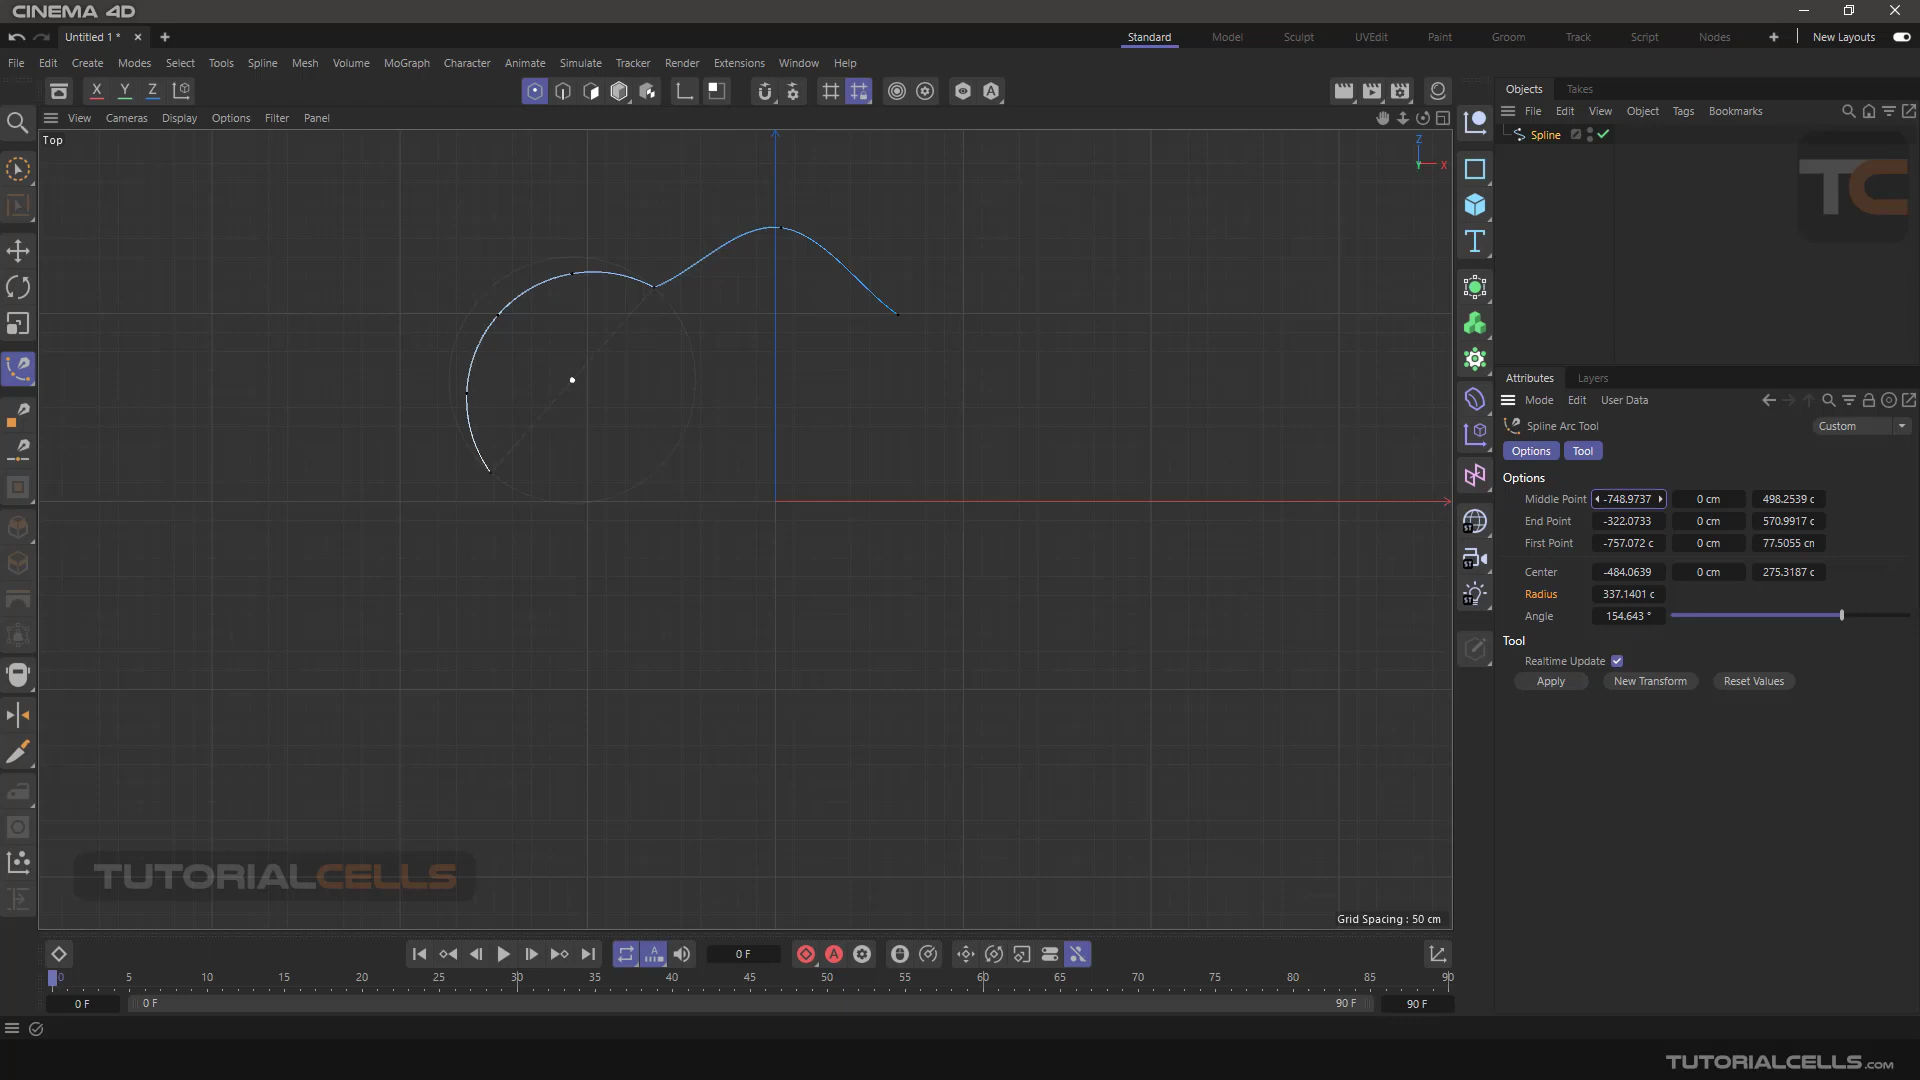 CINEMA 4D
Untitled 1 *
Standard Model Sculpt UVEdit Paint Groom Track Script Nodes New Layouts
File Edit Create Modes Select Tools Spline Mesh Volume MoGraph Character Animate Simulate Tracker Render Extensions Window Help
X Y Z
Objects Takes
View Cameras Display Options Filter Panel
File Edit View Object Tags Bookmarks
Top
Spline
Z
Y X
TC
Attributes Layers
Mode Edit User Data
Spline Arc Tool Custom
Options Tool
Options
Middle Point -748.9737 0 cm 498.2539 c
End Point -322.0733 0 cm 570.9917 c
First Point -757.072 c 0 cm 77.5055 cm
Center -484.0639 0 cm 275.3187 c
Radius 337.1401 c
Angle 154.643 °
Tool
Realtime Update
Apply New Transform Reset Values
TUTORIALCELLS
Grid Spacing : 50 cm
0 F
0 5 10 15 20 25 30 35 40 45 50 55 60 65 70 75 80 85 90
0 F 0 F 90 F 90 F
TUTORIALCELLS.COM